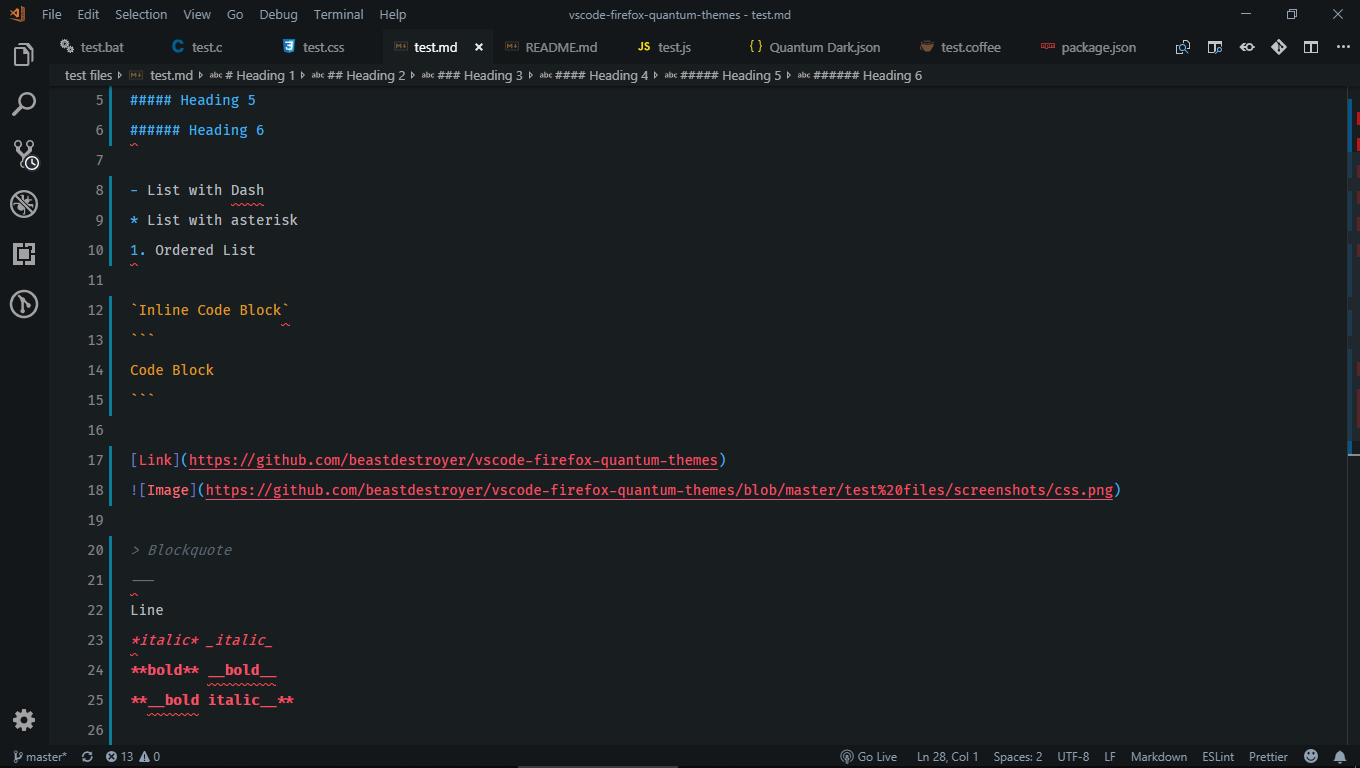 File Edit Selection View Go Debug Terminal Help vscode-firefox-quantum-themes - test.md
test.bat C test.c test.css test.md README.md JS test.js { } Quantum Dark.json test.coffee package.json
test files test.md abc # Heading 1 abc ## Heading 2 abc ### Heading 3 abc #### Heading 4 abc ##### Heading 5 abc ###### Heading 6
5 ##### Heading 5
6 ###### Heading 6
7
8 - List with Dash
9 * List with asterisk
10 1. Ordered List
11
12 `Inline Code Block`
13 ```
14 Code Block
15 ```
16
17 [Link](https://github.com/beastdestroyer/vscode-firefox-quantum-themes)
18 ![Image](https://github.com/beastdestroyer/vscode-firefox-quantum-themes/blob/master/test%20files/screenshots/css.png)
19
20 > Blockquote
21 ---
22 Line
23 *italic* _italic_
24 **bold** __bold__
25 **__bold italic__**
26
master* 13 0 Go Live Ln 28, Col 1 Spaces: 2 UTF-8 LF Markdown ESLint Prettier